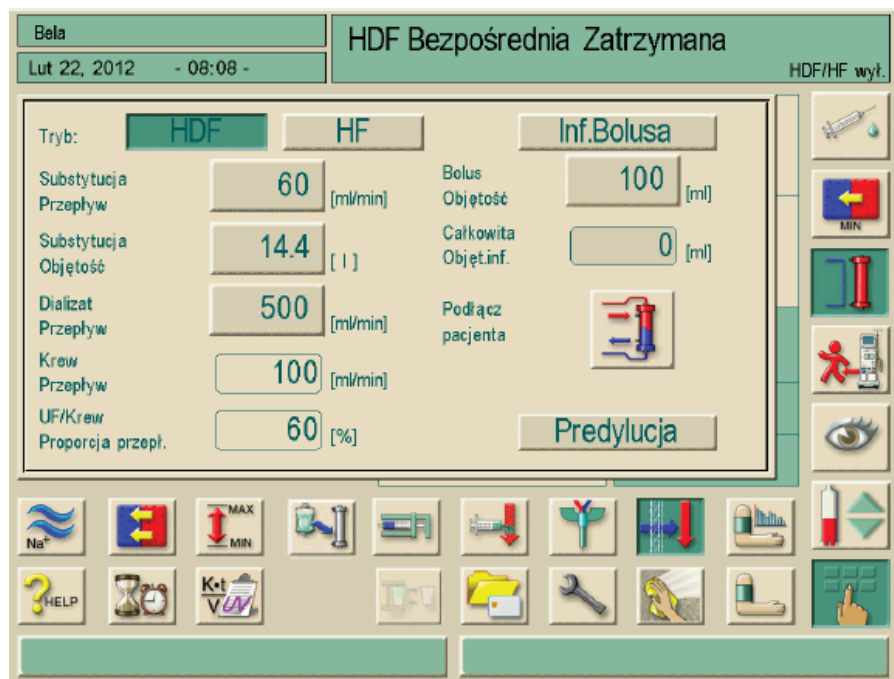 Bela
HDF Bezpośrednia Zatrzymana
Lut 22, 2012 - 08:08 -
HDF/HF wył.
Tryb: HDF HF Inf.Bolusa
Substytucja
Przepływ
60 [ml/min]
Bolus
Objętość
100 [ml]
Substytucja
Objętość
14.4 [ l ]
Całkowita
Objęt.inf.
0 [ml]
Dializat
Przepływ
500 [ml/min]
Podłącz
pacjenta
Krew
Przepływ
100 [ml/min]
UF/Krew
Proporcja przepł.
60 [%]
Predylucja
MIN
Na+
MAX
MIN
HELP
K•t
V UV